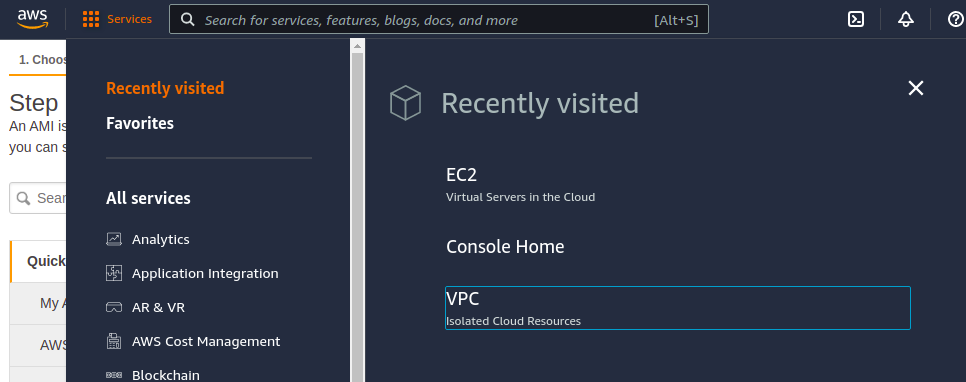 aws
Services
Search for services, features, blogs, docs, and more
[Alt+S]
1. Choos
Step
An AMI is
you can s
Sear
Quick
My A
AWS
Recently visited
Favorites
All services
Analytics
Application Integration
AR & VR
AWS Cost Management
Blockchain
Recently visited
EC2
Virtual Servers in the Cloud
Console Home
VPC
Isolated Cloud Resources